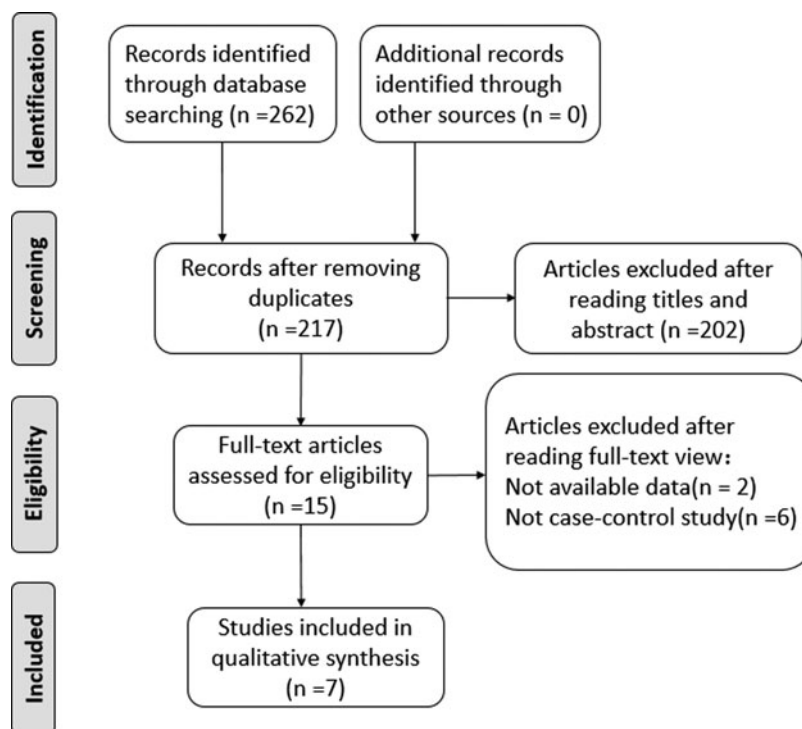 Identification
Records identified
through database
searching (n =262)
Additional records
identified through
other sources (n = 0)
Screening
Records after removing
duplicates
(n =217)
Articles excluded after
reading titles and
abstract (n =202)
Eligibility
Full-text articles
assessed for eligibility
(n =15)
Articles excluded after
reading full-text view：
Not available data(n = 2)
Not case-control study(n =6)
Included
Studies included in
qualitative synthesis
(n =7)